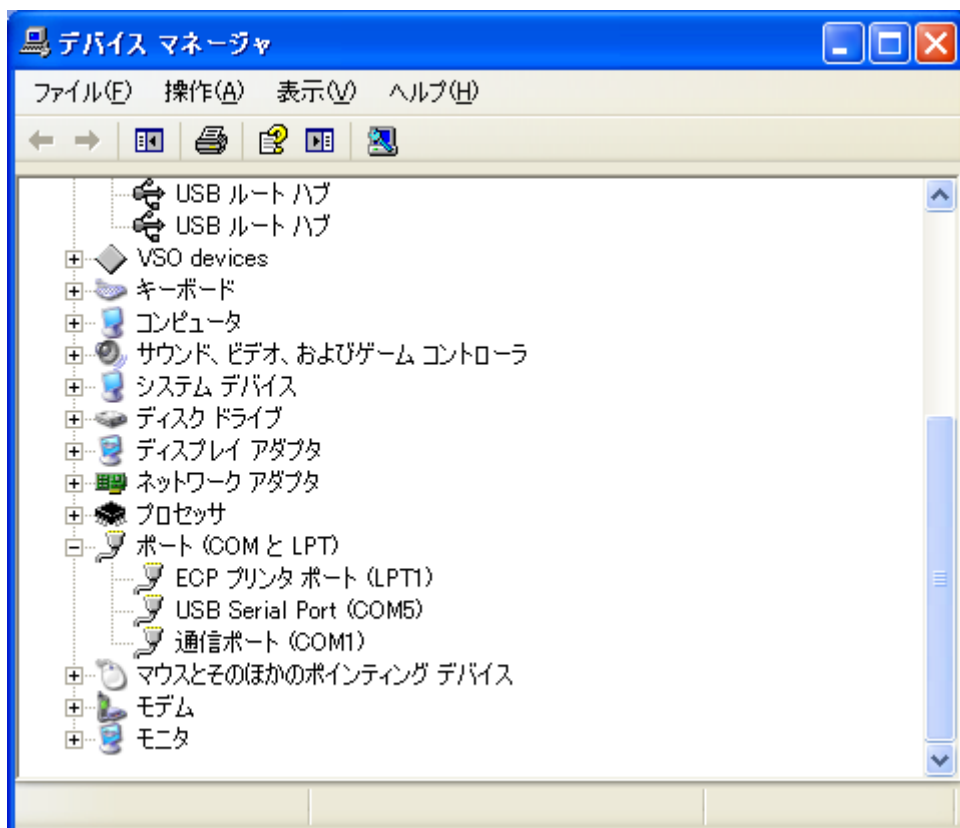 デバイス マネージャ
ファイル(F) 操作(A) 表示(V) ヘルプ(H)
USB ルート ハブ
USB ルート ハブ
VSO devices
キーボード
コンピュータ
サウンド、ビデオ、およびゲーム コントローラ
システム デバイス
ディスク ドライブ
ディスプレイ アダプタ
ネットワーク アダプタ
プロセッサ
ポート (COM と LPT)
ECP プリンタ ポート (LPT1)
USB Serial Port (COM5)
通信ポート (COM1)
マウスとそのほかのポインティング デバイス
モデム
モニタ